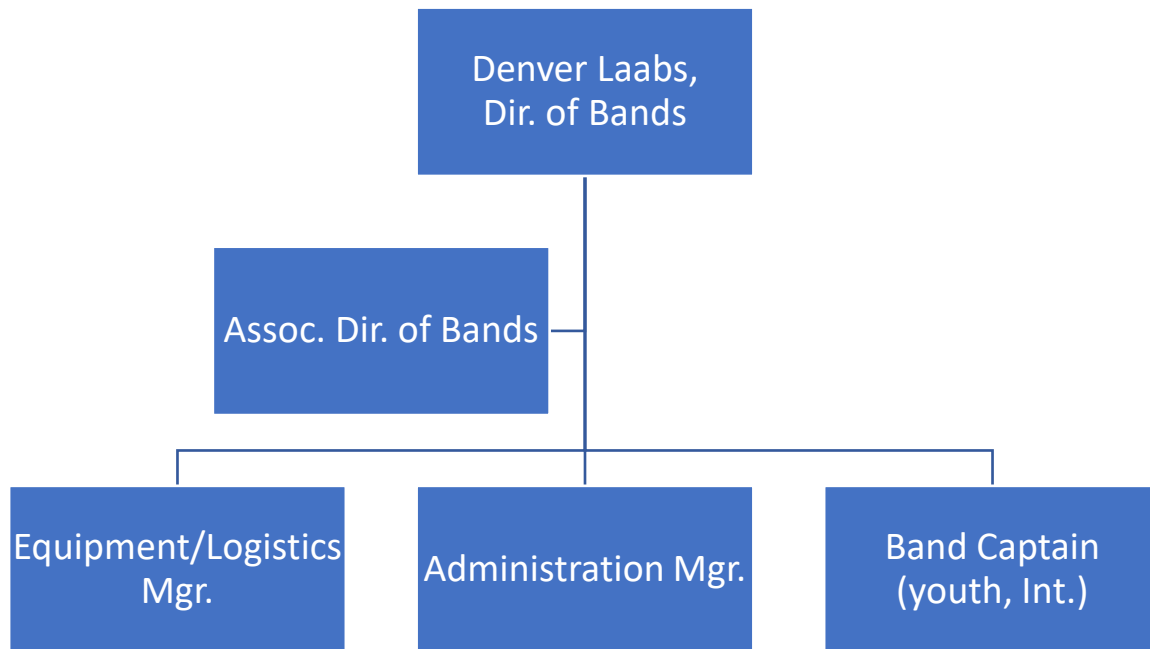 Denver Laabs,
Dir. of Bands
Assoc. Dir. of Bands
Equipment/Logistics
Mgr.
Administration Mgr.
Band Captain
(youth, Int.)